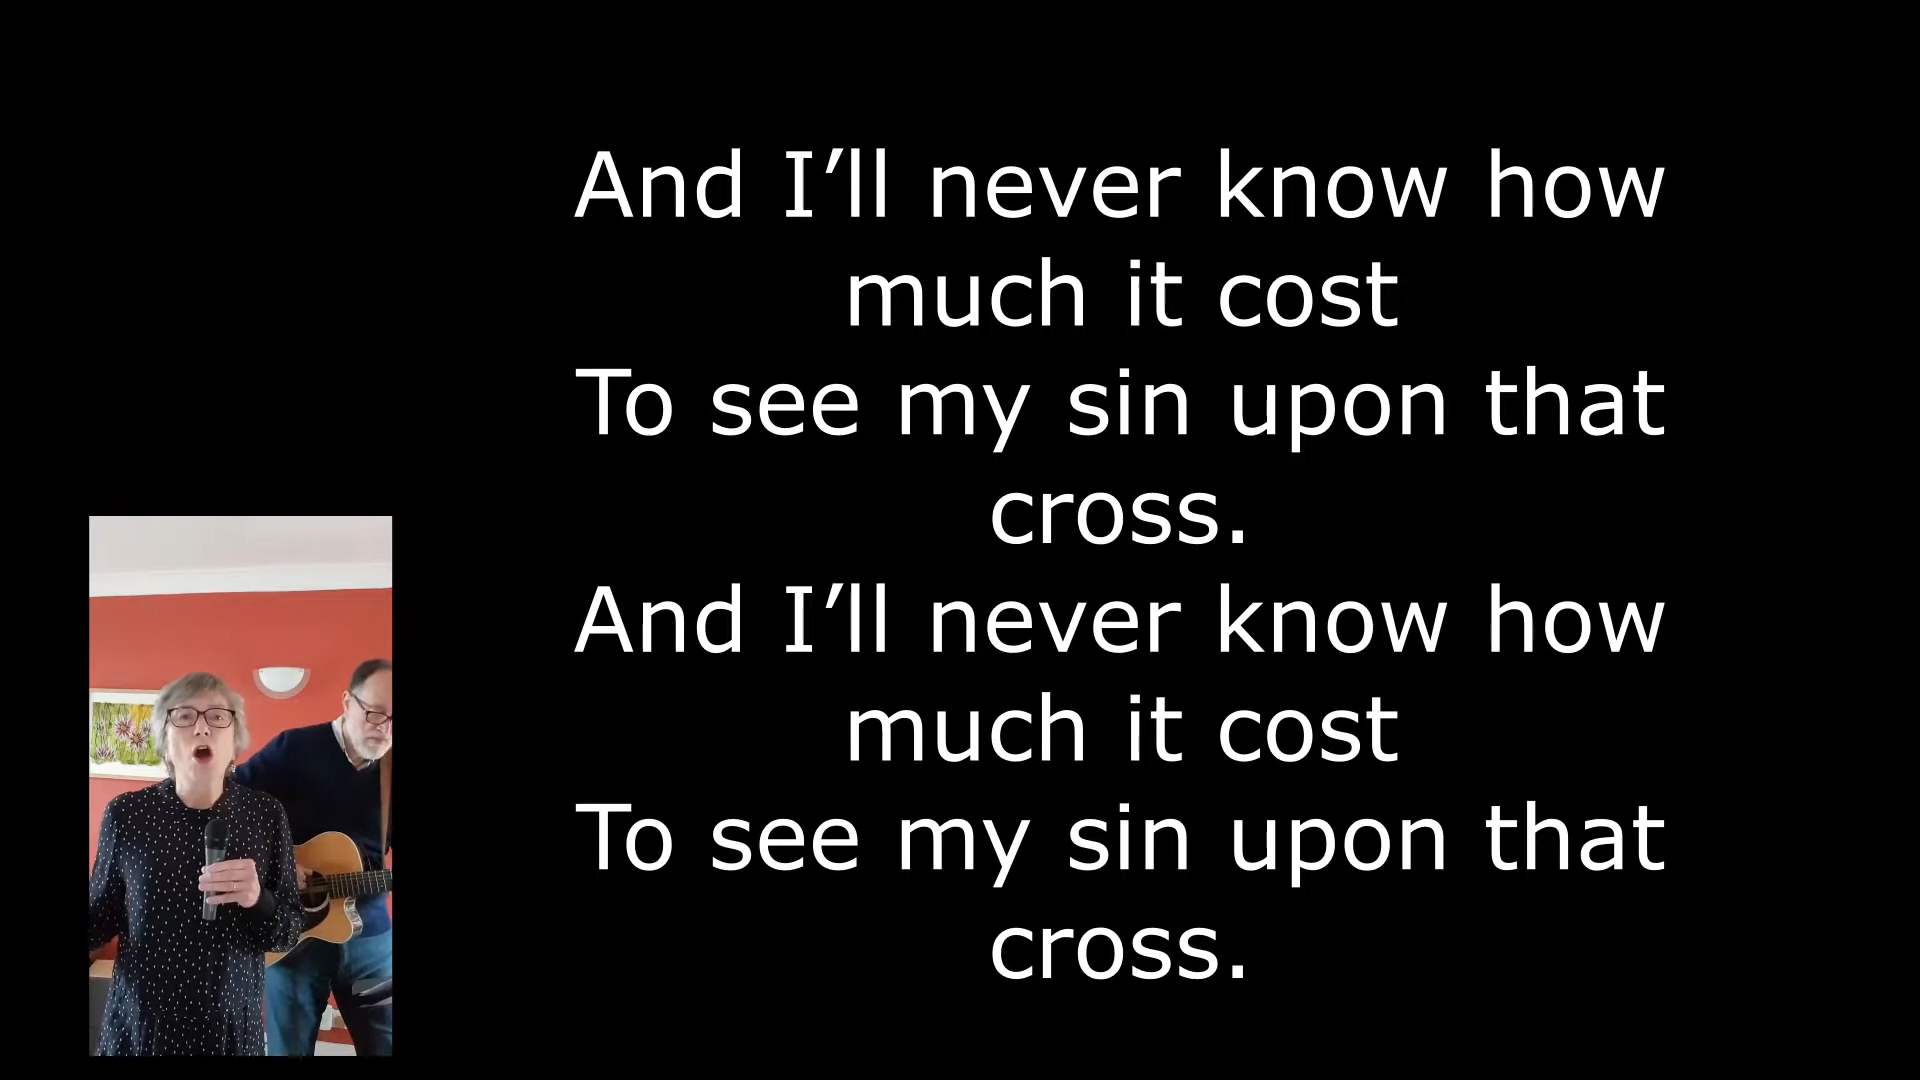 And I’ll never know how
much it cost
To see my sin upon that
cross.
And I’ll never know how
much it cost
To see my sin upon that
cross.